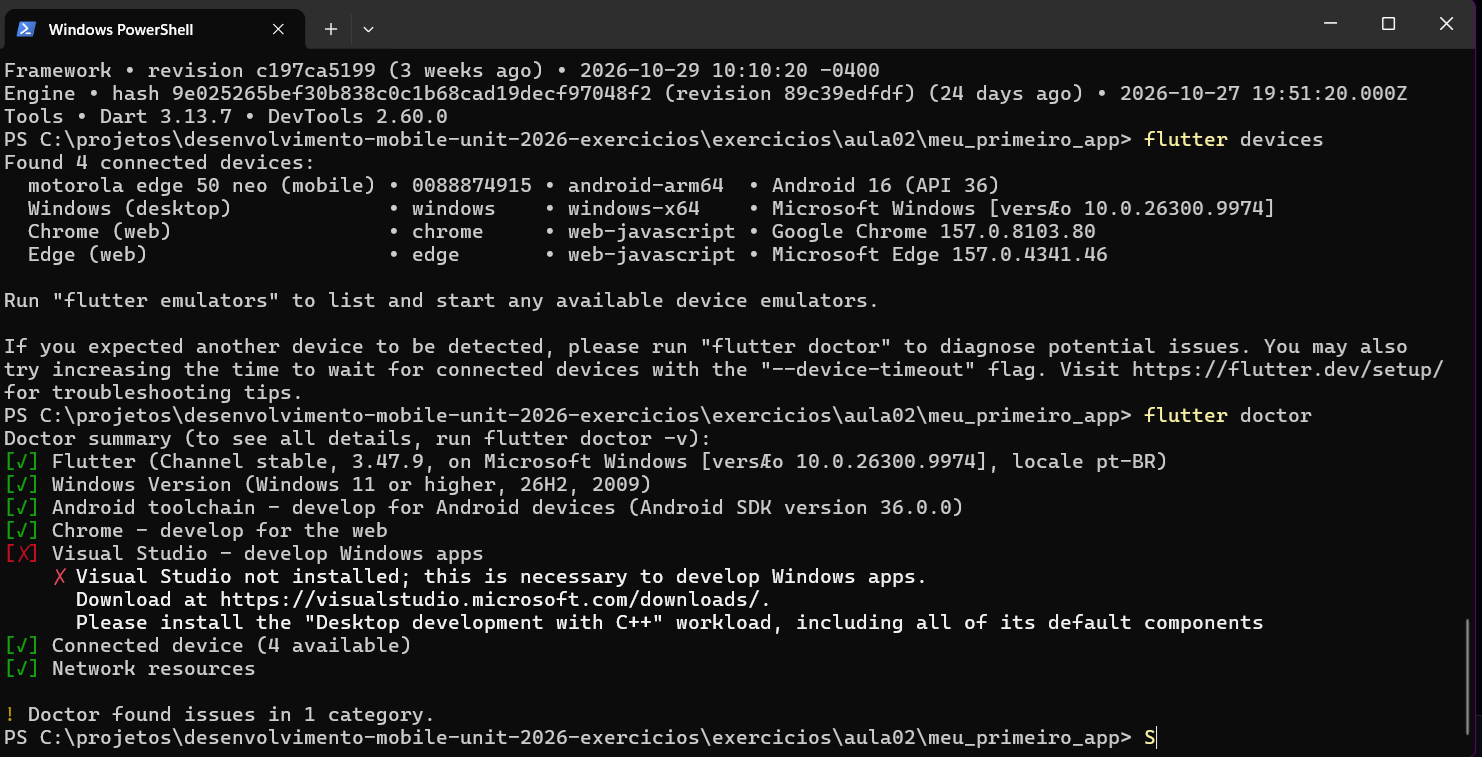 Windows PowerShell
Framework • revision c197ca5199 (3 weeks ago) • 2026-10-29 10:10:20 -0400
Engine • hash 9e025265bef30b838c0c1b68cad19decf97048f2 (revision 89c39edfdf) (24 days ago) • 2026-10-27 19:51:20.000Z
Tools • Dart 3.13.7 • DevTools 2.60.0
PS C:\projetos\desenvolvimento-mobile-unit-2026-exercicios\exercicios\aula02\meu_primeiro_app> flutter devices
Found 4 connected devices:
  motorola edge 50 neo (mobile) • 0088874915 • android-arm64  • Android 16 (API 36)
  Windows (desktop)             • windows    • windows-x64    • Microsoft Windows [versÆo 10.0.26300.9974]
  Chrome (web)                  • chrome     • web-javascript • Google Chrome 157.0.8103.80
  Edge (web)                    • edge       • web-javascript • Microsoft Edge 157.0.4341.46
Run "flutter emulators" to list and start any available device emulators.
If you expected another device to be detected, please run "flutter doctor" to diagnose potential issues. You may also
try increasing the time to wait for connected devices with the "--device-timeout" flag. Visit https://flutter.dev/setup/
for troubleshooting tips.
PS C:\projetos\desenvolvimento-mobile-unit-2026-exercicios\exercicios\aula02\meu_primeiro_app> flutter doctor
Doctor summary (to see all details, run flutter doctor -v):
[√] Flutter (Channel stable, 3.47.9, on Microsoft Windows [versÆo 10.0.26300.9974], locale pt-BR)
[√] Windows Version (Windows 11 or higher, 26H2, 2009)
[√] Android toolchain - develop for Android devices (Android SDK version 36.0.0)
[√] Chrome - develop for the web
[X] Visual Studio - develop Windows apps
    X Visual Studio not installed; this is necessary to develop Windows apps.
      Download at https://visualstudio.microsoft.com/downloads/.
      Please install the "Desktop development with C++" workload, including all of its default components
[√] Connected device (4 available)
[√] Network resources
! Doctor found issues in 1 category.
PS C:\projetos\desenvolvimento-mobile-unit-2026-exercicios\exercicios\aula02\meu_primeiro_app> S